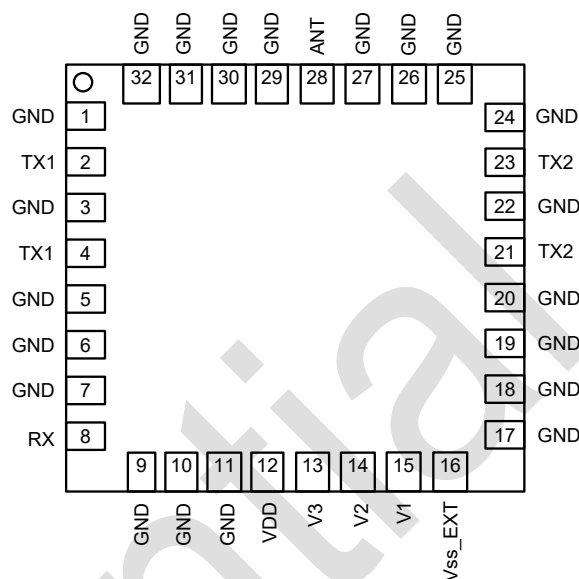 GND GND GND GND ANT GND GND GND
32 31 30 29 28 27 26 25
GND 1 24 GND
TX1 2 23 TX2
GND 3 22 GND
TX1 4 21 TX2
GND 5 20 GND
GND 6 19 GND
GND 7 18 GND
RX 8 17 GND
9 10 11 12 13 14 15 16
GND GND GND VDD V3 V2 V1 Vss_EXT
ntial